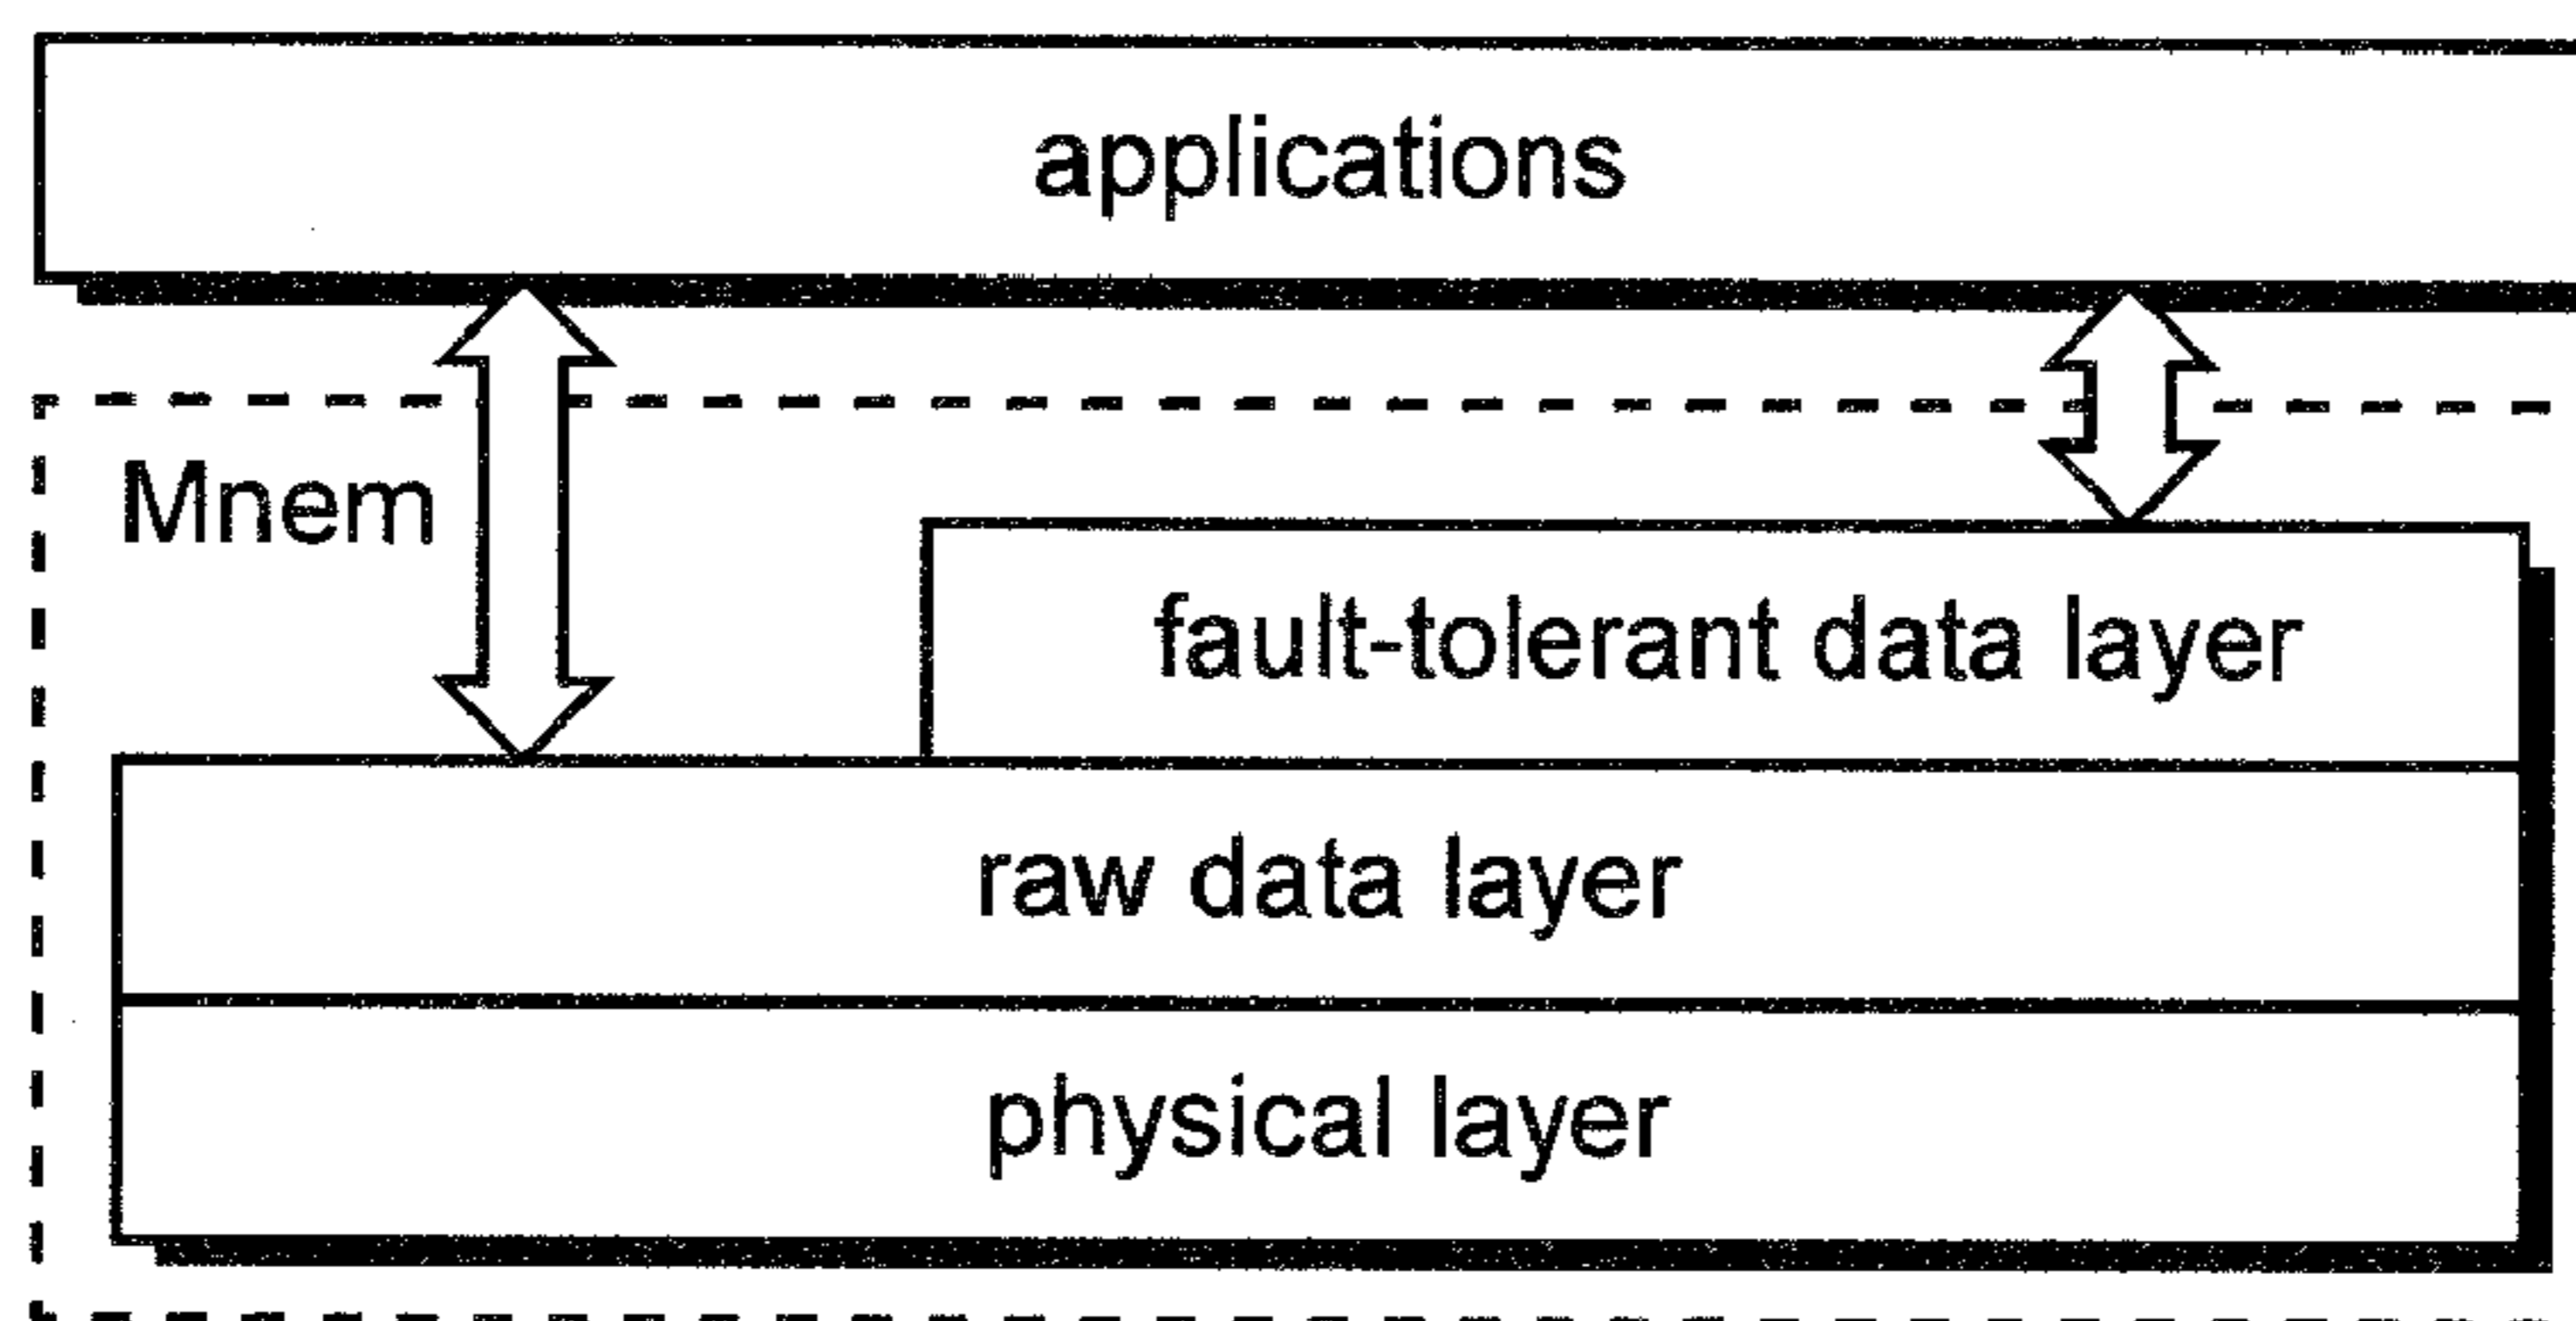 applications
Mnem
fault-tolerant data layer
raw data layer
physical layer